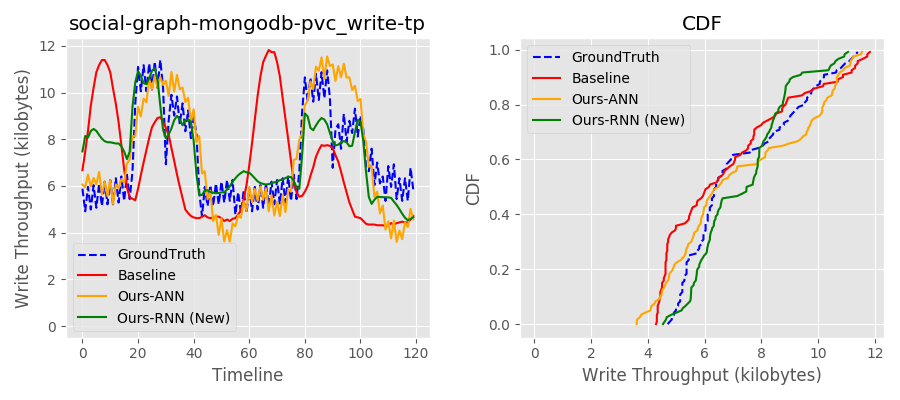 social-graph-mongodb-pvc_write-tp
Write Throughput (kilobytes)
12
10
8
6
4
2
0
GroundTruth
Baseline
Ours-ANN
Ours-RNN (New)
0 20 40 60 80 100 120
Timeline
CDF
CDF
1.0
0.8
0.6
0.4
0.2
0.0
GroundTruth
Baseline
Ours-ANN
Ours-RNN (New)
0 2 4 6 8 10 12
Write Throughput (kilobytes)